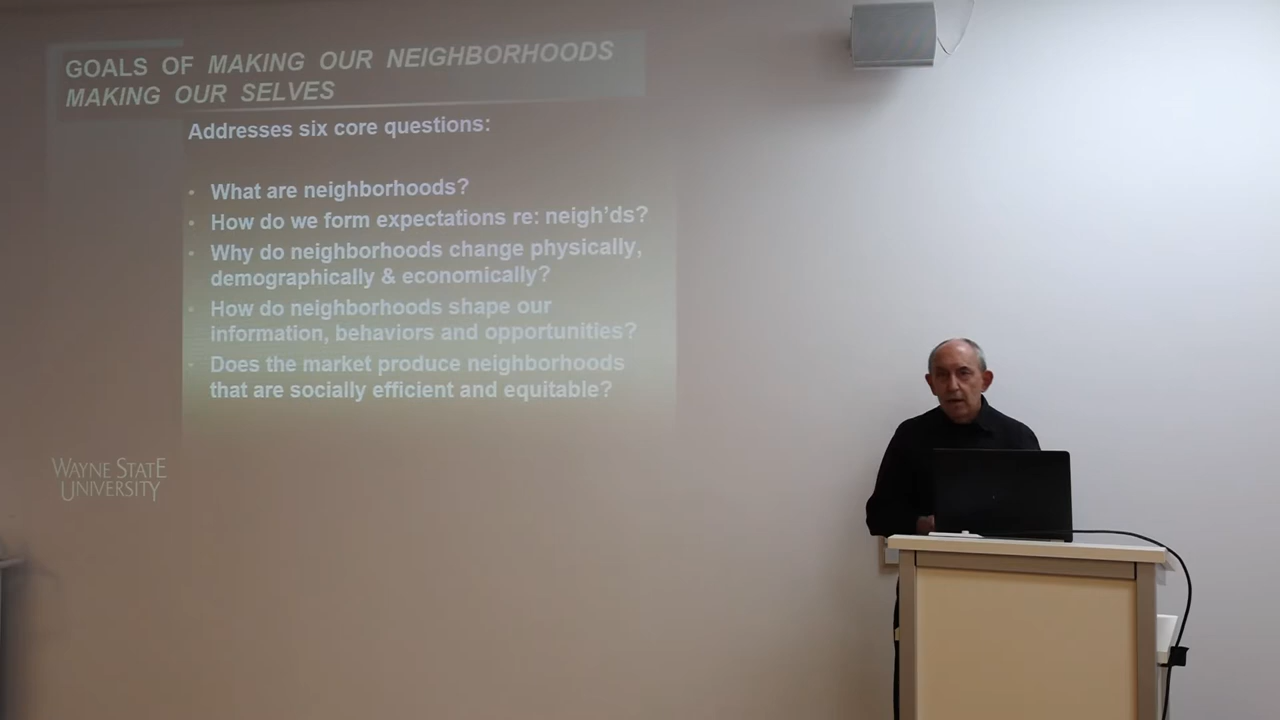 GOALS OF MAKING OUR NEIGHBORHOODS
MAKING OUR SELVES
Addresses six core questions:
• What are neighborhoods?
• How do we form expectations re: neigh'ds?
• Why do neighborhoods change physically,
demographically & economically?
• How do neighborhoods shape our
information, behaviors and opportunities?
• Does the market produce neighborhoods
that are socially efficient and equitable?
WAYNE STATE
UNIVERSITY